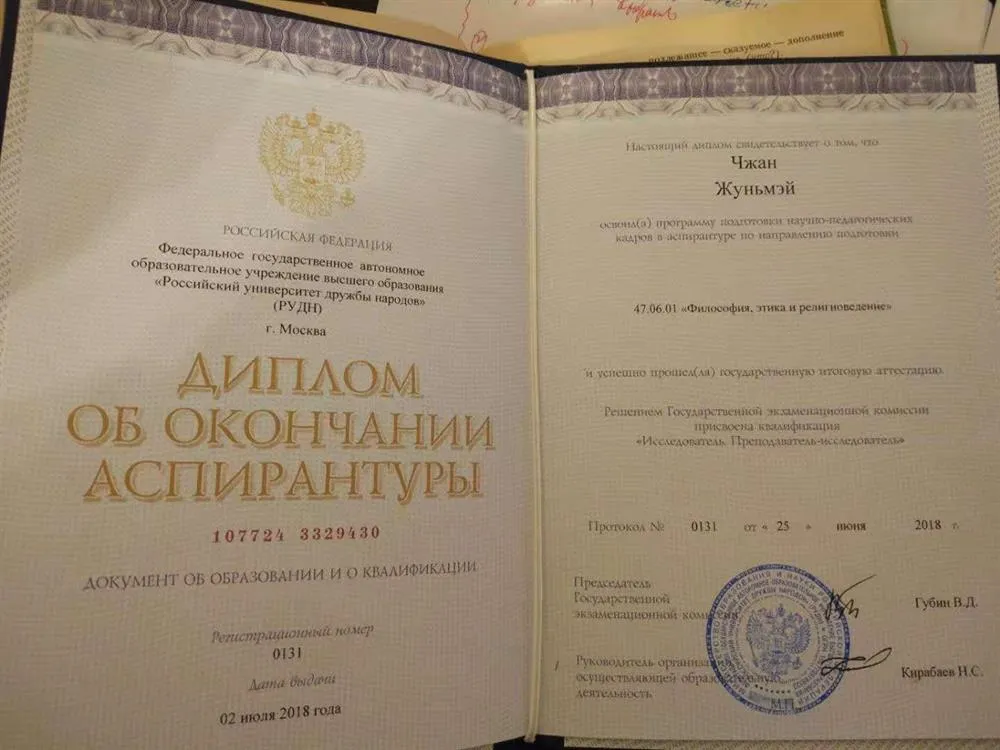 подлежащее — сказуемое — дополнение
РОССИЙСКАЯ ФЕДЕРАЦИЯ
Федеральное государственное автономное
образовательное учреждение высшего образования
«Российский университет дружбы народов»
(РУДН)
г. Москва
ДИПЛОМ
ОБ ОКОНЧАНИИ
АСПИРАНТУРЫ
107724 3329430
ДОКУМЕНТ ОБ ОБРАЗОВАНИИ И О КВАЛИФИКАЦИИ
Регистрационный номер
0131
Дата выдачи
02 июля 2018 года
Настоящий диплом свидетельствует о том, что
Чжан
Жуньмэй
освоил(а) программу подготовки научно-педагогических
кадров в аспирантуре по направлению подготовки
47.06.01 «Философия, этика и религиоведение»
и успешно прошел(ла) государственную итоговую аттестацию.
Решением Государственной экзаменационной комиссии
присвоена квалификация
«Исследователь. Преподаватель-исследователь»
Протокол № 0131 от « 25 » июня 2018 г.
Председатель
Государственной
экзаменационной комиссии
Губин В.Д.
Руководитель организации,
осуществляющей образовательную
деятельность
Кирабаев Н.С.
М.П.